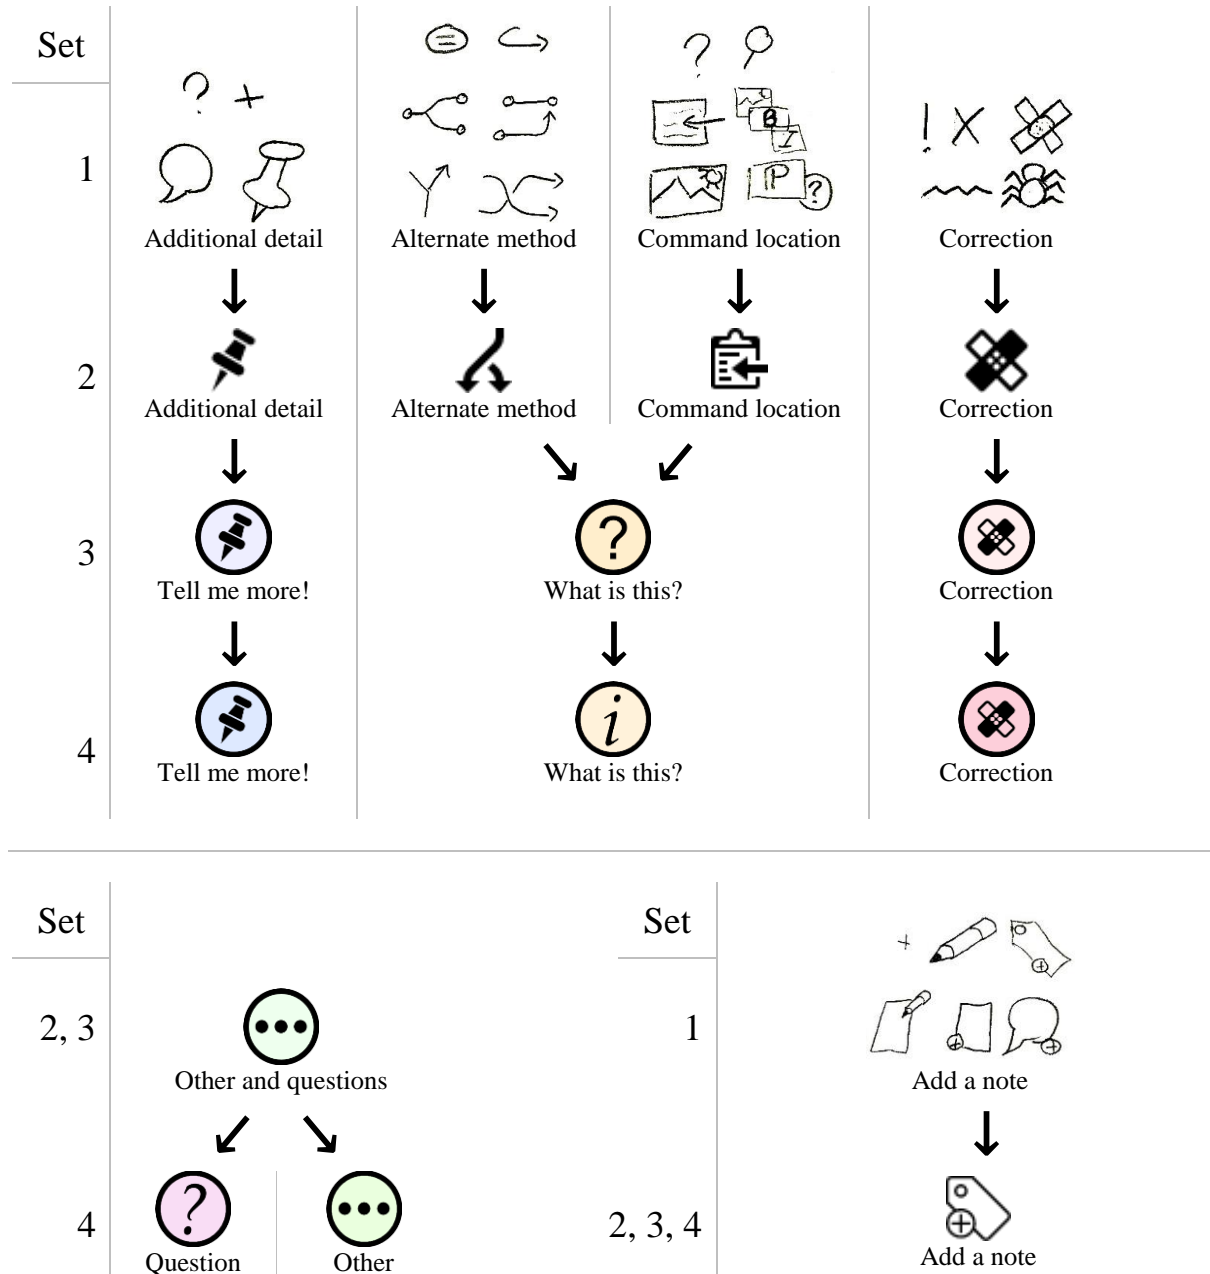 Set
?
?
1
! X
B
I
P
?
Additional detail
Alternate method
Command location
Correction
2
Additional detail
Alternate method
Command location
Correction
3
?
Tell me more!
What is this?
Correction
4
i
Tell me more!
What is this?
Correction
Set
Set
2, 3
1
Other and questions
Add a note
4
?
2, 3, 4
Question
Other
Add a note